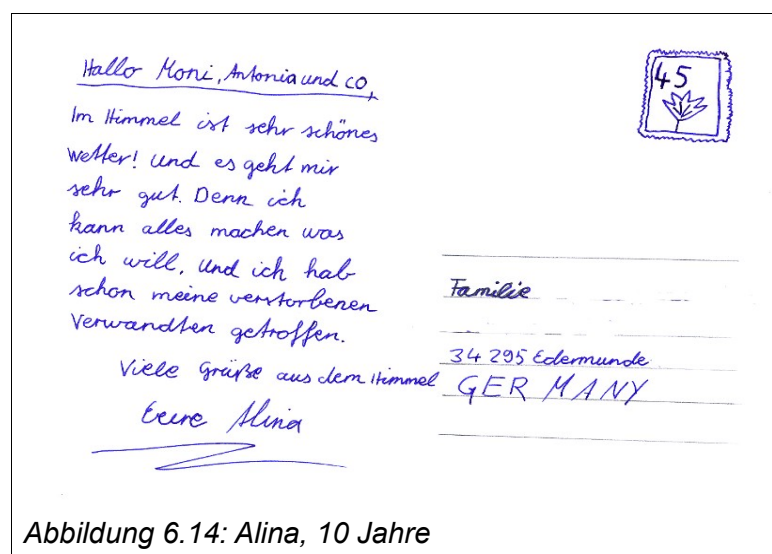 Hallo Moni, Antonia und CO,
Im Himmel ist sehr schönes
Wetter! Und es geht mir
sehr gut. Denn ich
kann alles machen was
ich will, und ich hab
schon meine verstorbenen
Verwandten getroffen.
Viele Grüße aus dem Himmel
Eure Alina
45
Familie
34 295 Edermunde
GERMANY
Abbildung 6.14: Alina, 10 Jahre